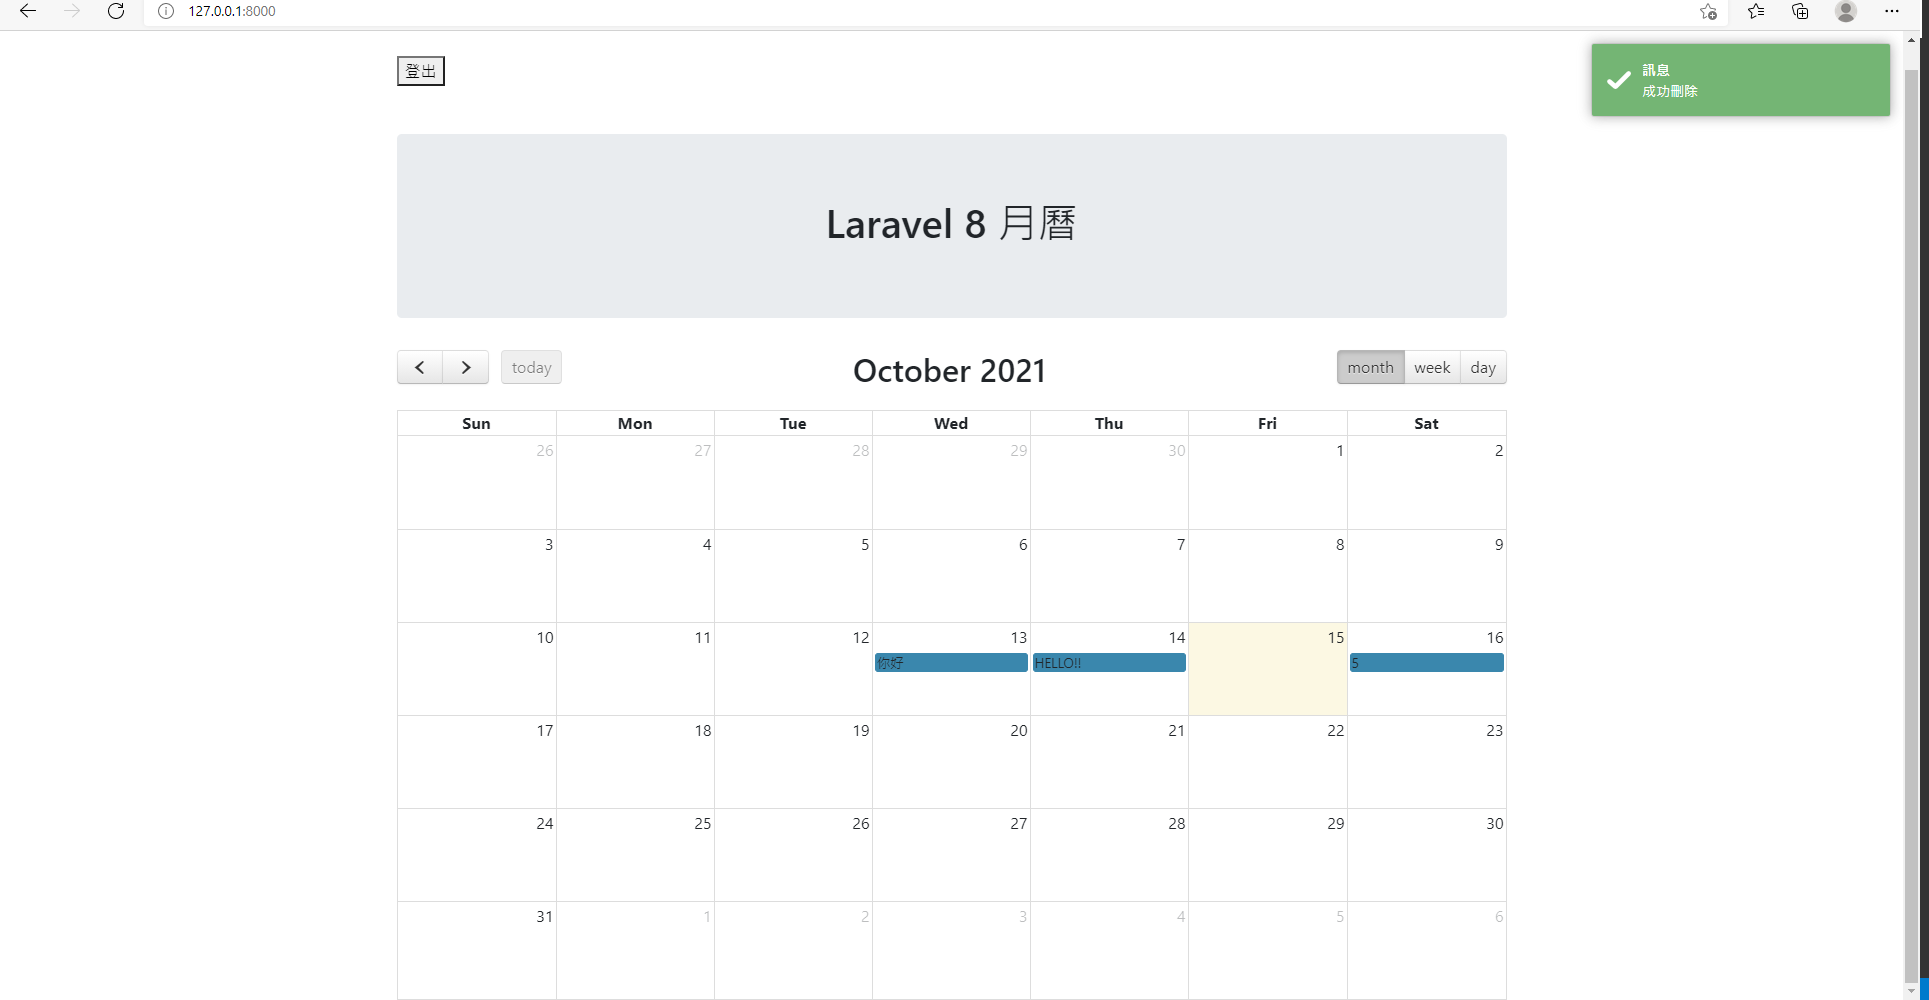 127.0.0.1:8000
登出
訊息
成功刪除
Laravel 8 月曆
today
October 2021
month week day
Sun Mon Tue Wed Thu Fri Sat
26 27 28 29 30 1 2
3 4 5 6 7 8 9
10 11 12 13 14 15 16
你好 HELLO!! 5
17 18 19 20 21 22 23
24 25 26 27 28 29 30
31 1 2 3 4 5 6